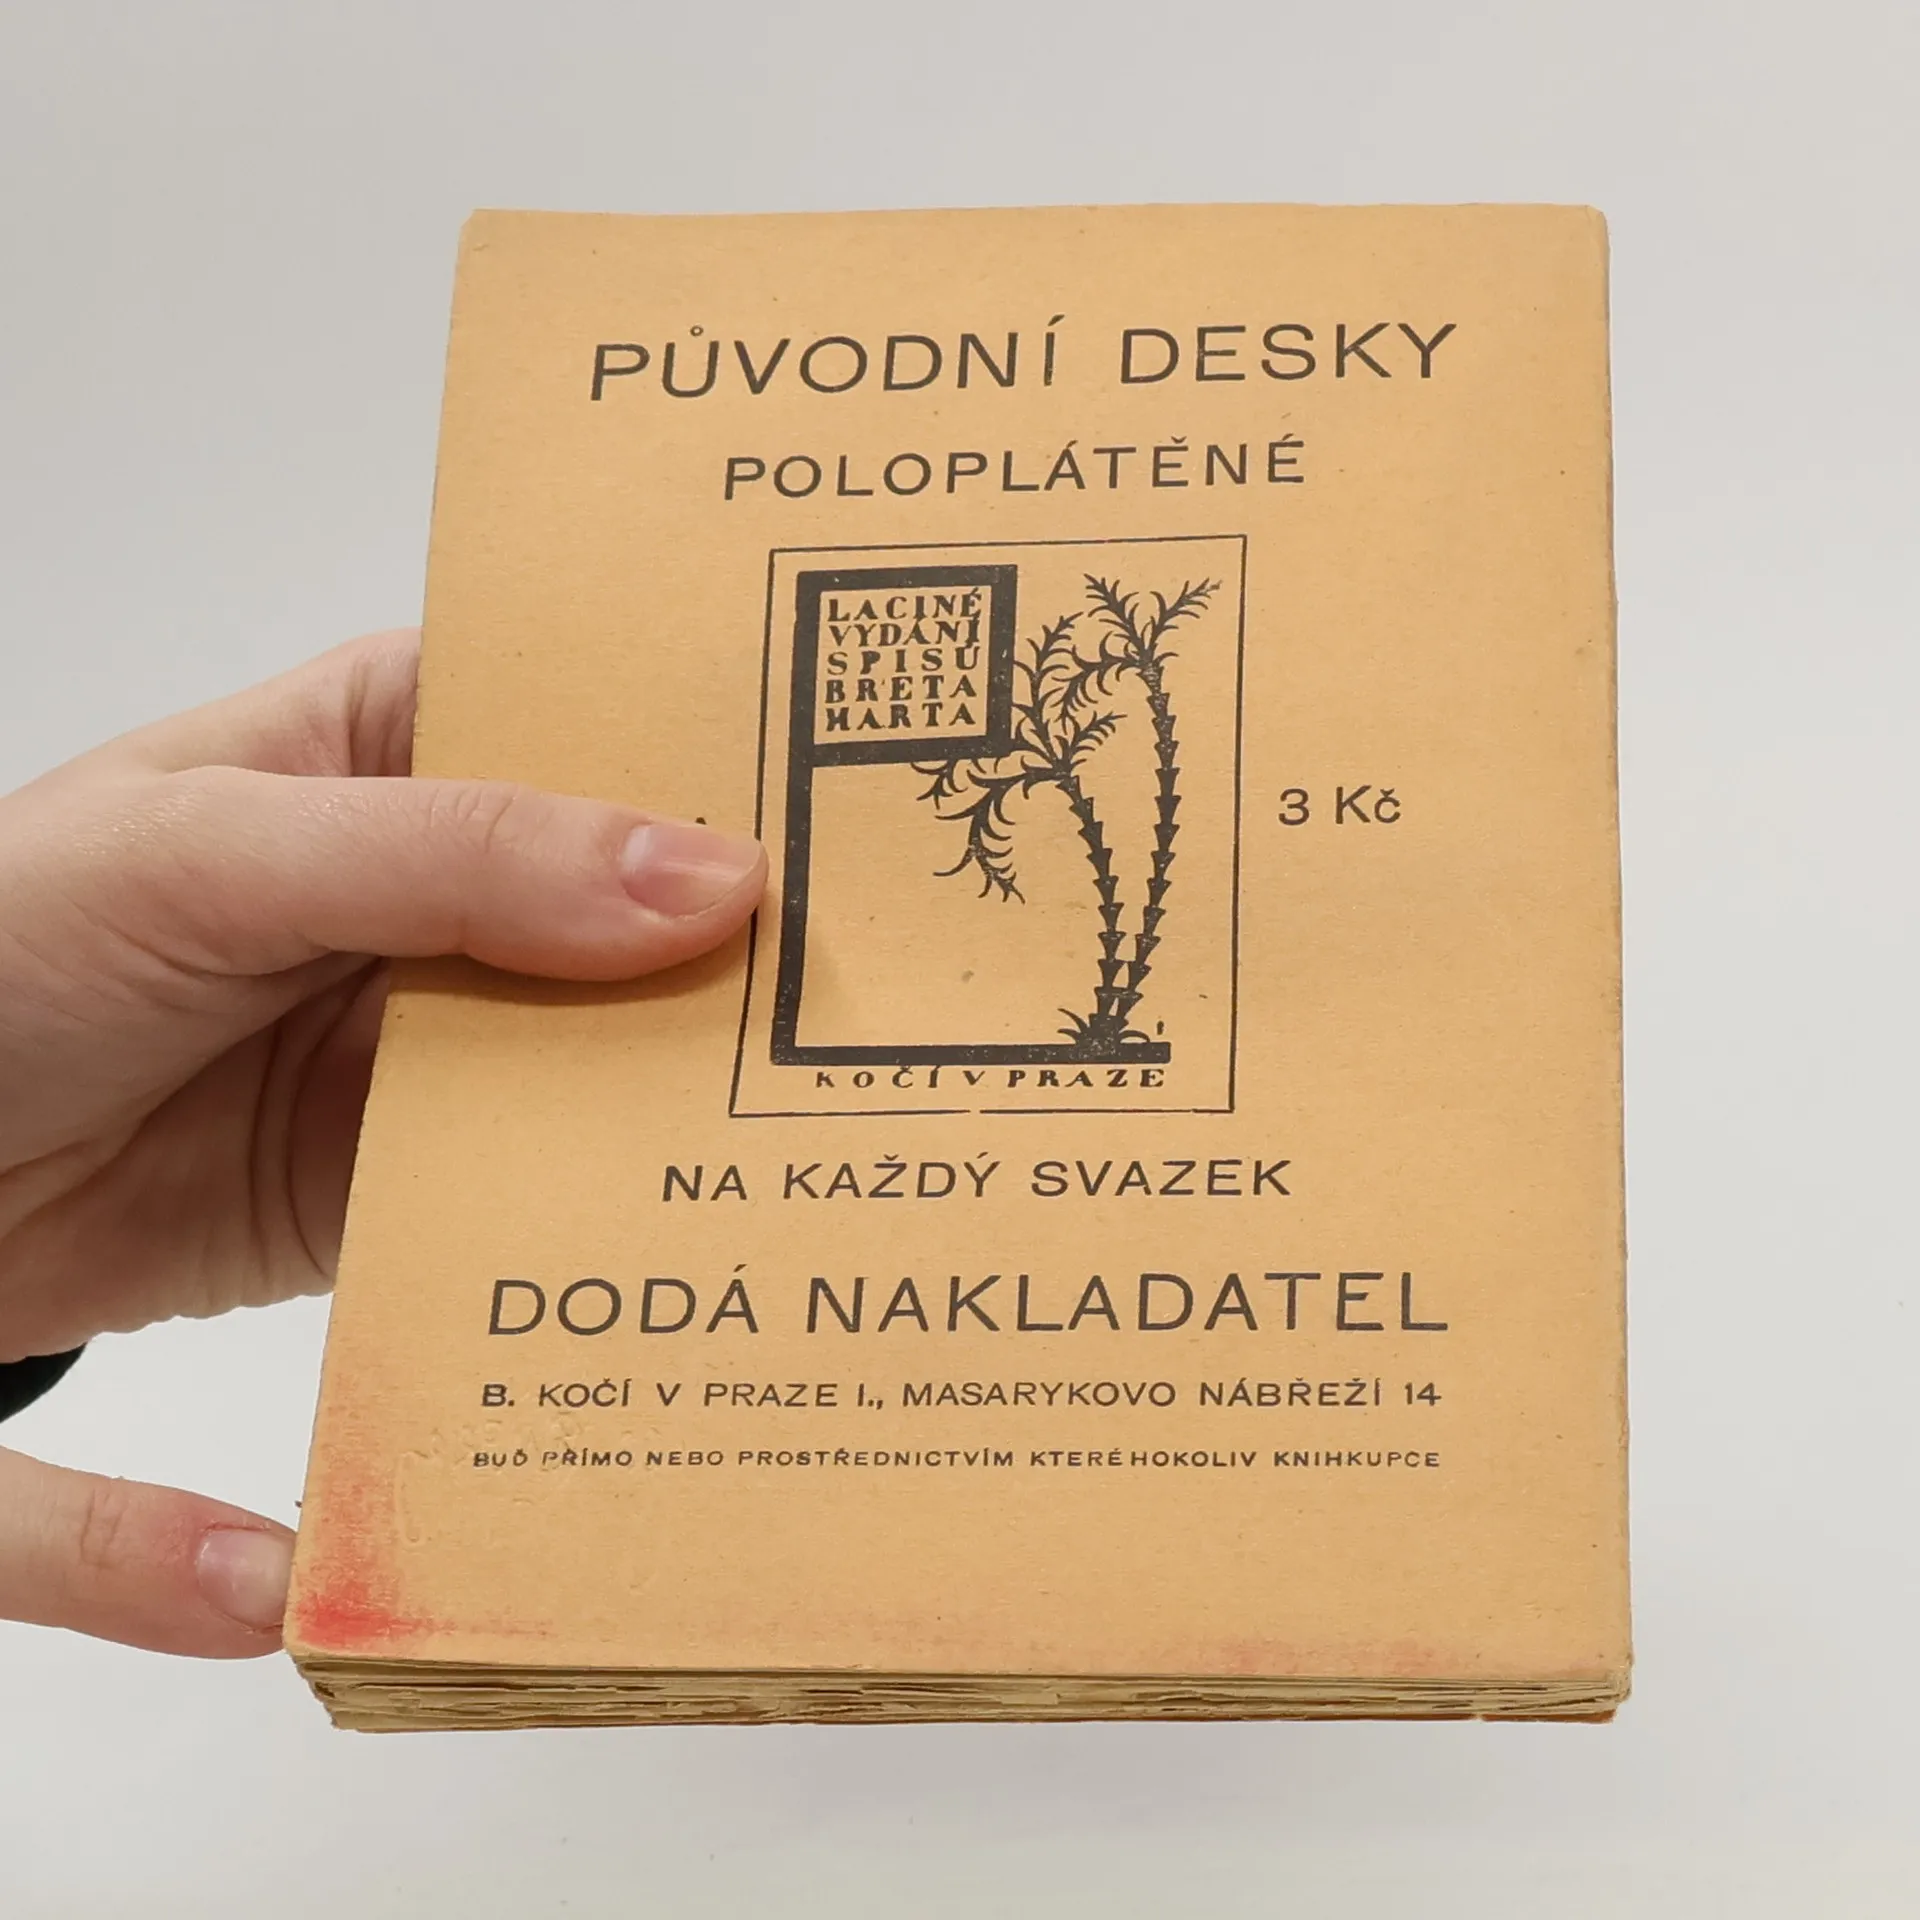 PŮVODNÍ DESKY
POLOPLÁTĚNÉ
LACINÉ
VYDÁNÍ
SPISŮ
BRETA
HARTA
3 Kč
KOČÍ V PRAZE
NA KAŽDÝ SVAZEK
DODÁ NAKLADATEL
B. KOČÍ V PRAZE I., MASARYKOVO NÁBŘEŽÍ 14
BUĎ PŘÍMO NEBO PROSTŘEDNICTVÍM KTERÉHOKOLIV KNIHKUPCE